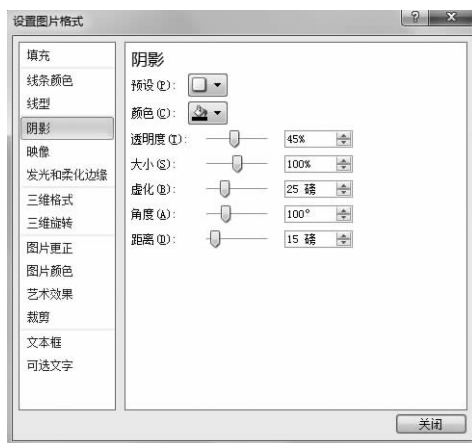 设置图片格式
填充
线条颜色
线型
阴影
映像
发光和柔化边缘
三维格式
三维旋转
图片更正
图片颜色
艺术效果
裁剪
文本框
可选文字
阴影
预设(P):
颜色(C):
透明度(T): 45%
大小(S): 100%
虚化(B): 25 磅
角度(A): 100°
距离(D): 15 磅
关闭